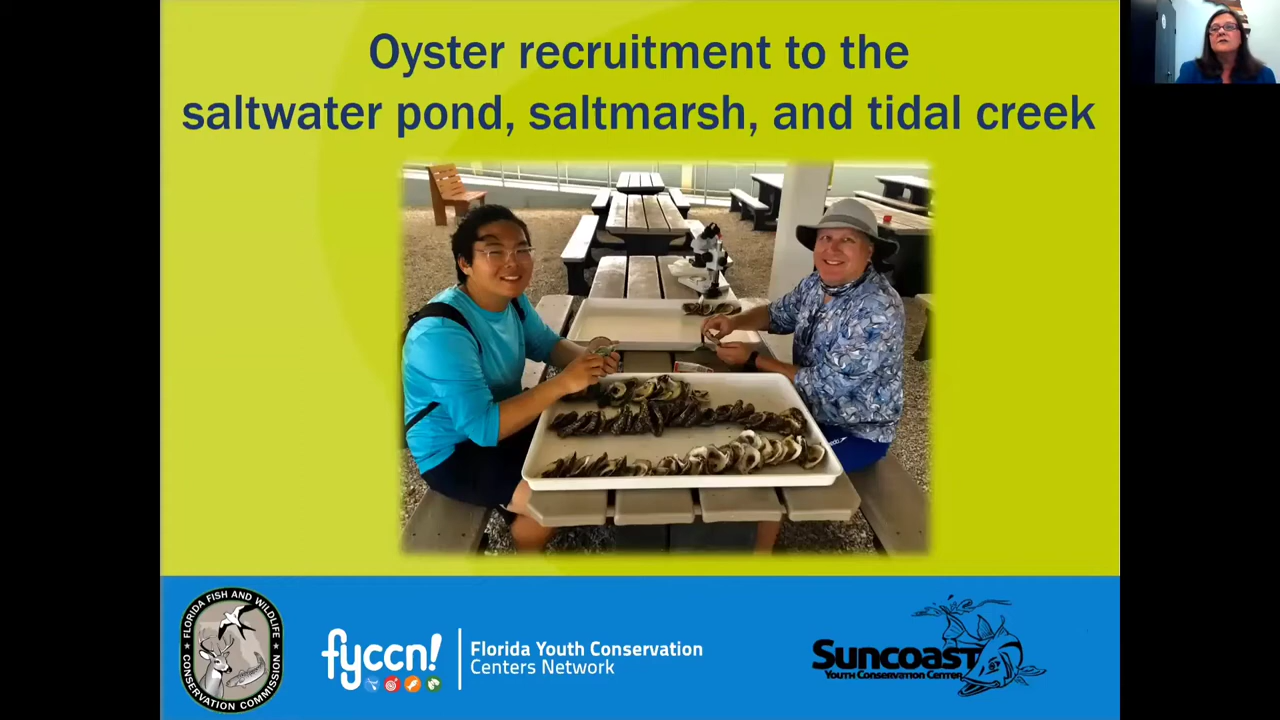 Oyster recruitment to the
saltwater pond, saltmarsh, and tidal creek
FLORIDA FISH AND WILDLIFE
CONSERVATION COMMISSION
fyccn!
Florida Youth Conservation
Centers Network
Suncoast
Youth Conservation Center